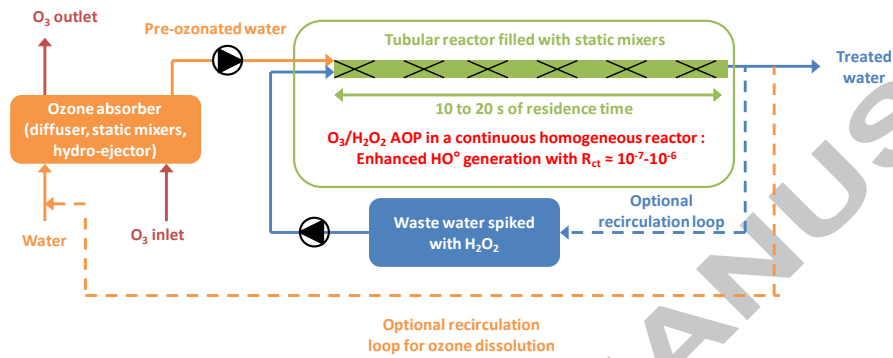 O₃ outlet
Pre-ozonated water
Tubular reactor filled with static mixers
Treated
water
10 to 20 s of residence time
Ozone absorber
(diffuser, static mixers,
hydro-ejector)
O₃/H₂O₂ AOP in a continuous homogeneous reactor :
Enhanced HO° generation with R_ct ≈ 10⁻⁷-10⁻⁶
Optional
recirculation loop
Waste water spiked
with H₂O₂
Water
O₃ inlet
Optional recirculation
loop for ozone dissolution
ANUS